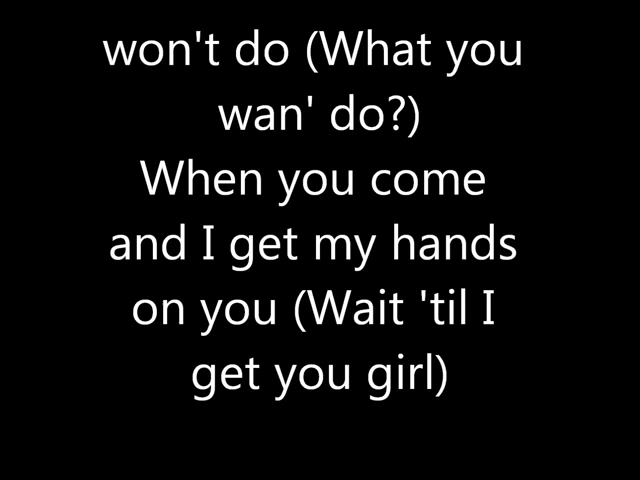 won't do (What you
wan' do?)
When you come
and I get my hands
on you (Wait 'til I
get you girl)